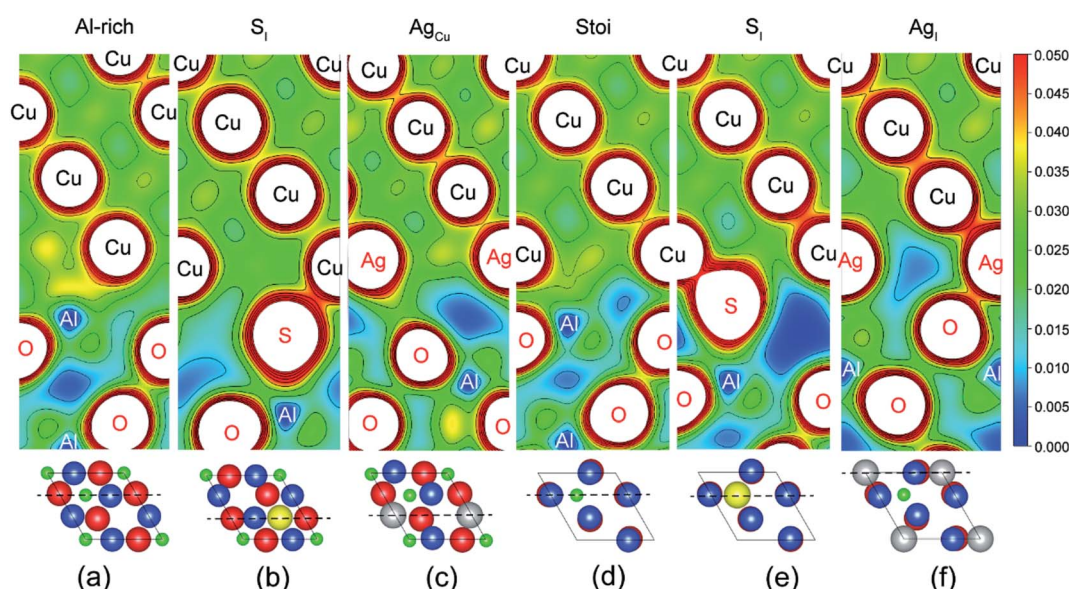 Al-rich
S_I
Ag_Cu
Stoi
S_I
Ag_I
Cu
Cu
Cu
Cu
Cu
Al
O
O
O
Al
Cu
Cu
Cu
Cu
Cu
Cu
S
Al
O
Cu
Cu
Cu
Cu
Ag
Ag
O
Al
O
O
Cu
Cu
Cu
Cu
Cu
Cu
Al
O
O
O
Al
Cu
Cu
Cu
Cu
Cu
S
Al
O
O
Cu
Cu
Cu
Cu
Ag
Ag
O
Al
Al
O
0.050
0.045
0.040
0.035
0.030
0.025
0.020
0.015
0.010
0.005
0.000
(a)
(b)
(c)
(d)
(e)
(f)